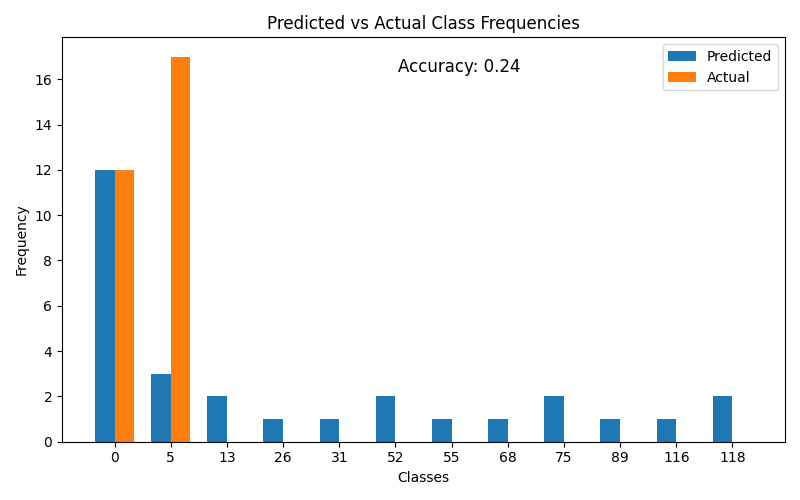 Predicted vs Actual Class Frequencies
Accuracy: 0.24
Predicted
Actual
Frequency
16
14
12
10
8
6
4
2
0
0 5 13 26 31 52 55 68 75 89 116 118
Classes